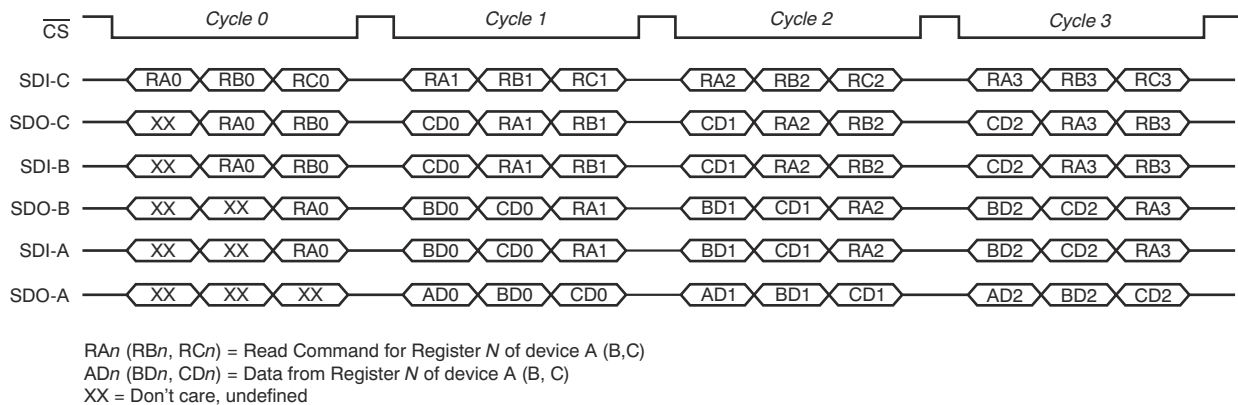 CS Cycle 0 Cycle 1 Cycle 2 Cycle 3
SDI-C RA0 RB0 RC0 RA1 RB1 RC1 RA2 RB2 RC2 RA3 RB3 RC3
SDO-C XX RA0 RB0 CD0 RA1 RB1 CD1 RA2 RB2 CD2 RA3 RB3
SDI-B XX RA0 RB0 CD0 RA1 RB1 CD1 RA2 RB2 CD2 RA3 RB3
SDO-B XX XX RA0 BD0 CD0 RA1 BD1 CD1 RA2 BD2 CD2 RA3
SDI-A XX XX RA0 BD0 CD0 RA1 BD1 CD1 RA2 BD2 CD2 RA3
SDO-A XX XX XX AD0 BD0 CD0 AD1 BD1 CD1 AD2 BD2 CD2
RAn (RBn, RCn) = Read Command for Register N of device A (B,C)
ADn (BDn, CDn) = Data from Register N of device A (B, C)
XX = Don't care, undefined